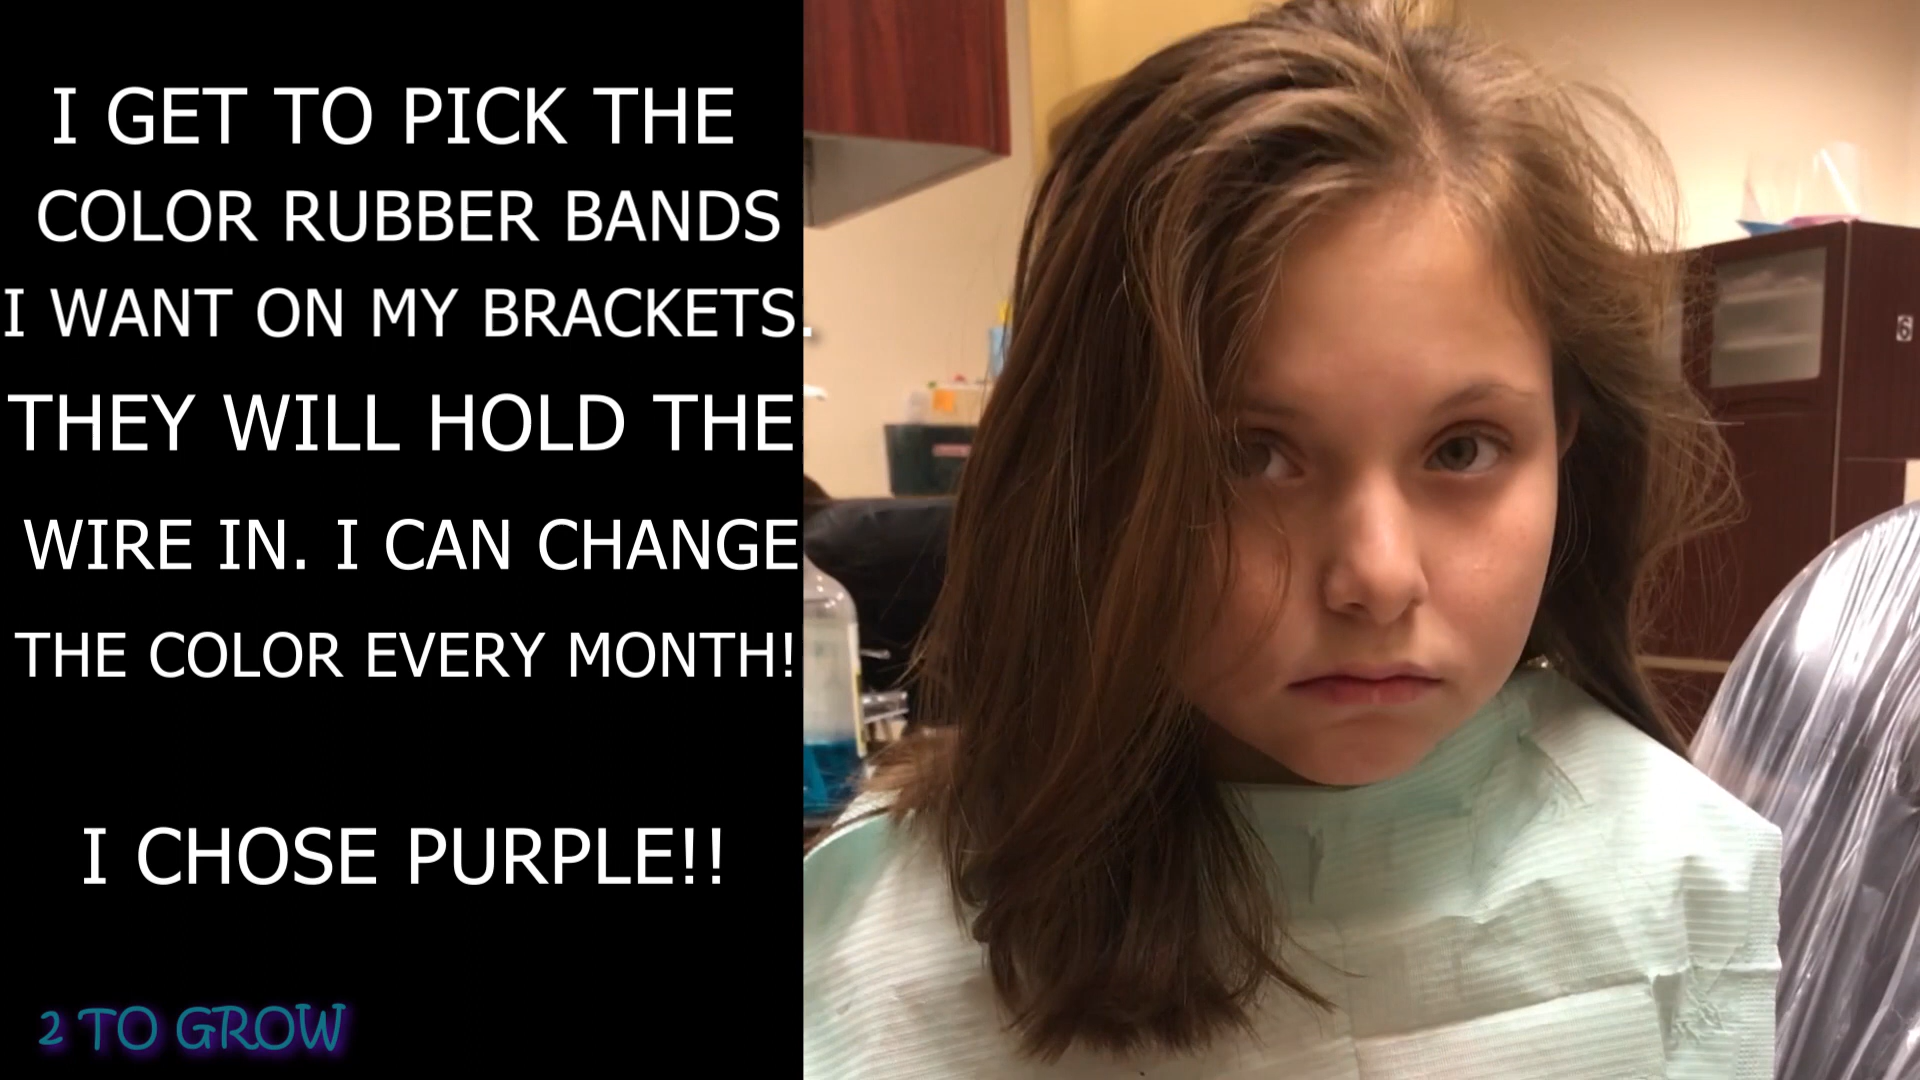 I GET TO PICK THE
COLOR RUBBER BANDS
I WANT ON MY BRACKETS.
THEY WILL HOLD THE
WIRE IN. I CAN CHANGE
THE COLOR EVERY MONTH!
I CHOSE PURPLE!!
2 TO GROW
6